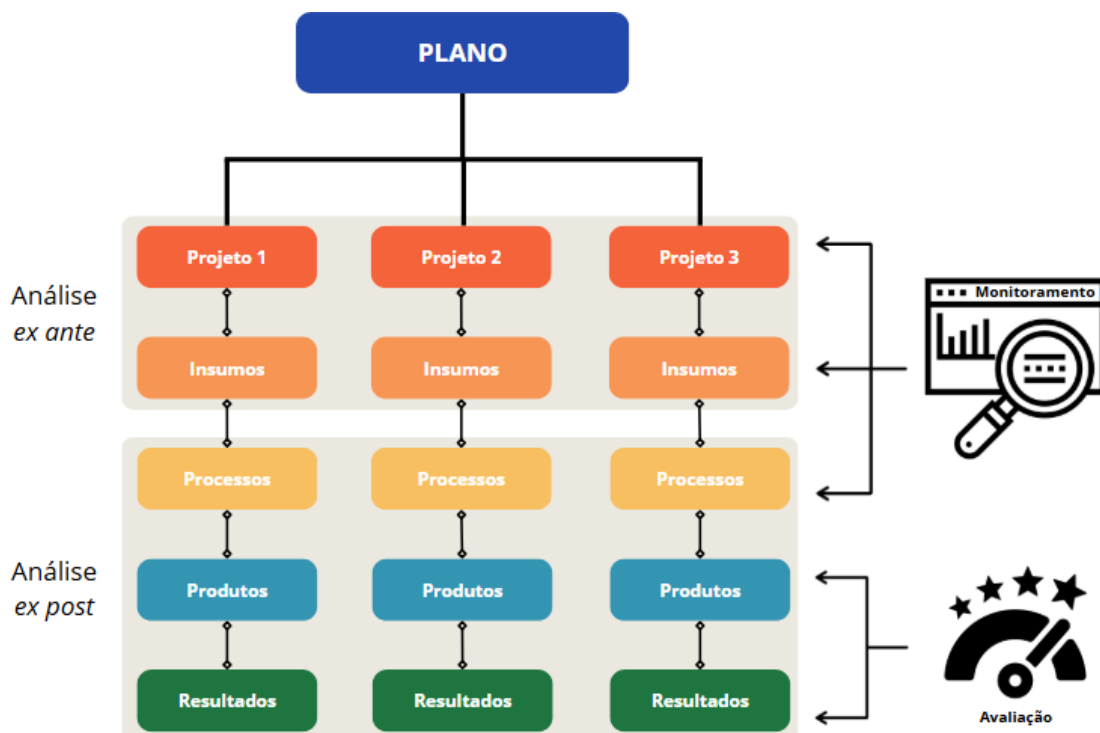 PLANO
Projeto 1
Projeto 2
Projeto 3
Análise
ex ante
Monitoramento
Insumos
Insumos
Insumos
Processos
Processos
Processos
Análise
ex post
Produtos
Produtos
Produtos
Resultados
Resultados
Resultados
Avaliação